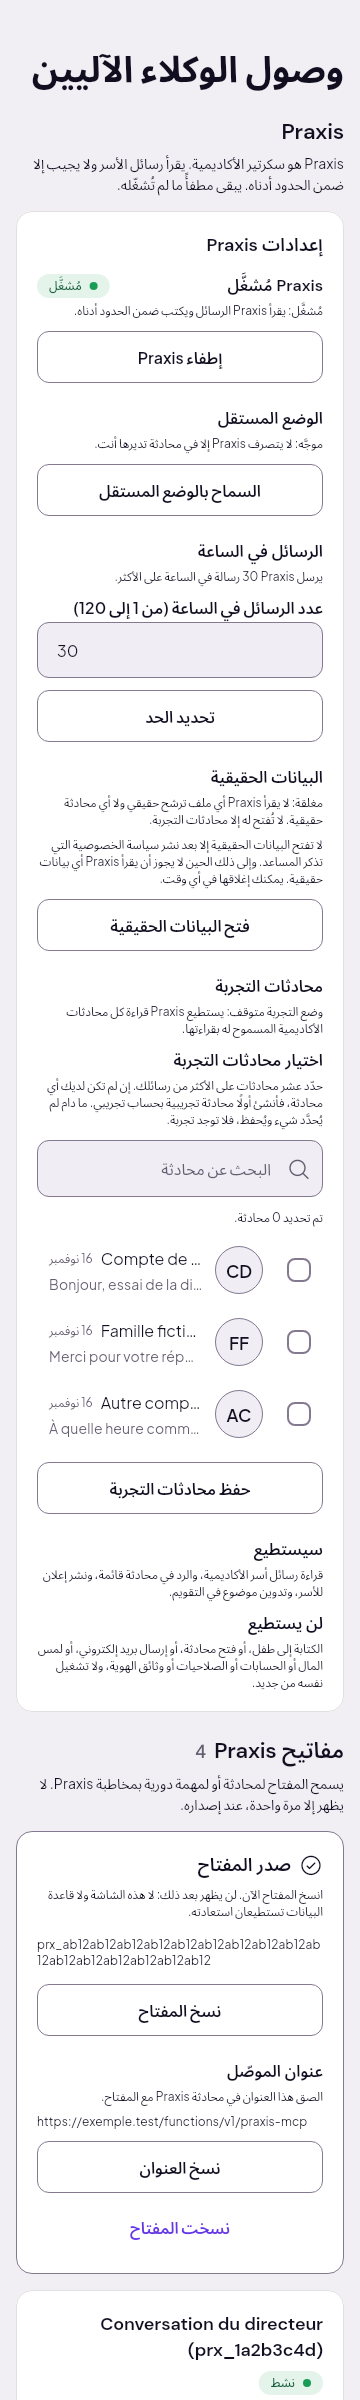 وصول الوكلاء الآليين
Praxis
Praxis هو سكرتير الأكاديمية. يقرأ رسائل الأسر ولا يجيب إلا
ضمن الحدود أدناه. يبقى مطفأً ما لم تُشغّله.
إعدادات Praxis
Praxis مُشغَّل
مُشغَّل
مُشغَّل: يقرأ Praxis الرسائل ويكتب ضمن الحدود أدناه.
إطفاء Praxis
الوضع المستقل
موجَّه: لا يتصرف Praxis إلا في محادثة تديرها أنت.
السماح بالوضع المستقل
الرسائل في الساعة
يرسل Praxis 30 رسالة في الساعة على الأكثر.
عدد الرسائل في الساعة (من 1 إلى 120)
30
تحديد الحد
البيانات الحقيقية
مغلقة: لا يقرأ Praxis أي ملف ترشح حقيقي ولا أي محادثة
حقيقية. لا تُفتح له إلا محادثات التجربة.
لا تفتح البيانات الحقيقية إلا بعد نشر سياسة الخصوصية التي
تذكر المساعد. وإلى ذلك الحين لا يجوز أن يقرأ Praxis أي بيانات
حقيقية. يمكنك إغلاقها في أي وقت.
فتح البيانات الحقيقية
محادثات التجربة
وضع التجربة متوقف: يستطيع Praxis قراءة كل محادثات
الأكاديمية المسموح له بقراءتها.
اختيار محادثات التجربة
حدّد عشر محادثات على الأكثر من رسائلك. إن لم تكن لديك أي
محادثة، فأنشئ أولًا محادثة تجريبية بحساب تجريبي. ما دام لم
يُحدَّد شيء ويُحفظ، فلا توجد تجربة.
البحث عن محادثة
تم تحديد 0 محادثة.
CD
Compte de ...
16 نوفمبر
Bonjour, essai de la di...
FF
Famille ficti...
16 نوفمبر
Merci pour votre rép...
AC
Autre comp...
16 نوفمبر
À quelle heure comm...
حفظ محادثات التجربة
سيستطيع
قراءة رسائل أسر الأكاديمية، والرد في محادثة قائمة، ونشر إعلان
للأسر، وتدوين موضوع في التقويم.
لن يستطيع
الكتابة إلى طفل، أو فتح محادثة، أو إرسال بريد إلكتروني، أو لمس
المال أو الحسابات أو الصلاحيات أو وثائق الهوية، ولا تشغيل
نفسه من جديد.
مفاتيح Praxis 4
يسمح المفتاح لمحادثة أو لمهمة دورية بمخاطبة Praxis. لا
يظهر إلا مرة واحدة، عند إصداره.
صدر المفتاح
انسخ المفتاح الآن. لن يظهر بعد ذلك: لا هذه الشاشة ولا قاعدة
البيانات تستطيعان استعادته.
prx_ab12ab12ab12ab12ab12ab12ab12ab12ab12ab
12ab12ab12ab12ab12ab12ab12
نسخ المفتاح
عنوان الموصّل
الصق هذا العنوان في محادثة Praxis مع المفتاح.
https://exemple.test/functions/v1/praxis-mcp
نسخ العنوان
نسخت المفتاح
Conversation du directeur
(prx_1a2b3c4d)
نشط